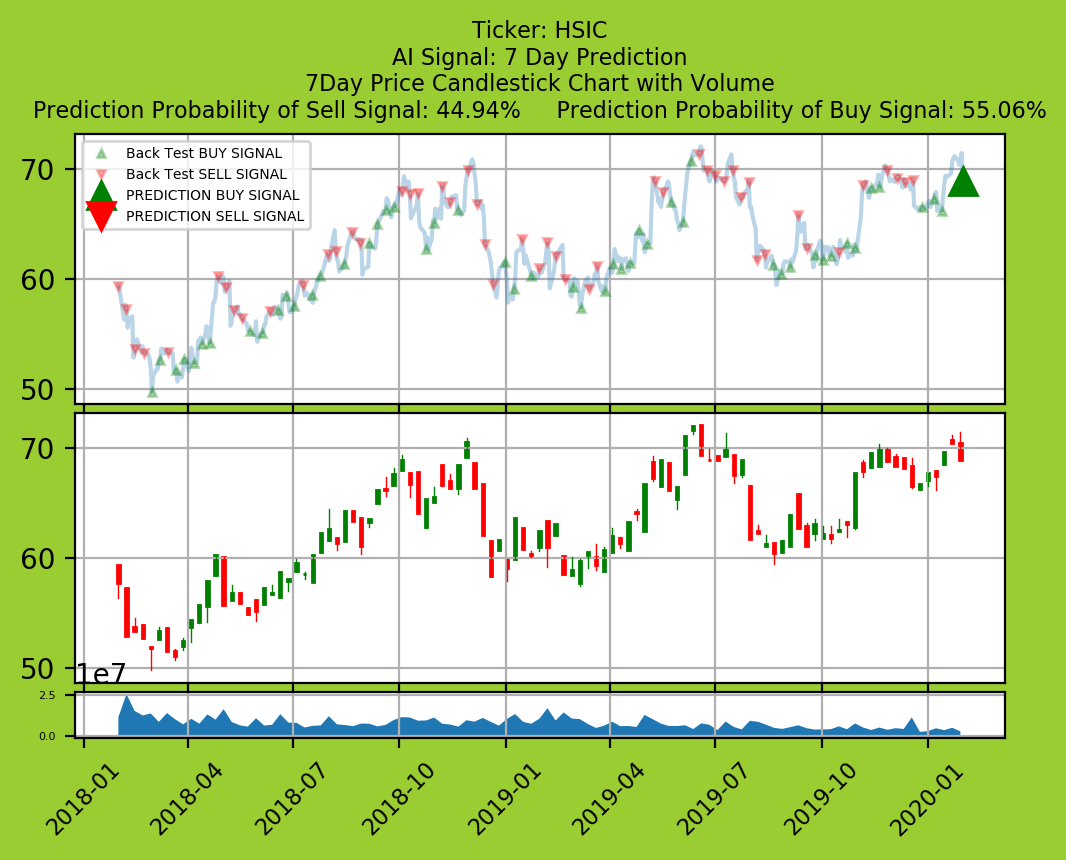 Ticker: HSIC
AI Signal: 7 Day Prediction
7Day Price Candlestick Chart with Volume
Prediction Probability of Sell Signal: 44.94%     Prediction Probability of Buy Signal: 55.06%
Back Test BUY SIGNAL
Back Test SELL SIGNAL
PREDICTION BUY SIGNAL
PREDICTION SELL SIGNAL
70
60
50
70
60
50
1e7
2.5
0.0
2018-01
2018-04
2018-07
2018-10
2019-01
2019-04
2019-07
2019-10
2020-01